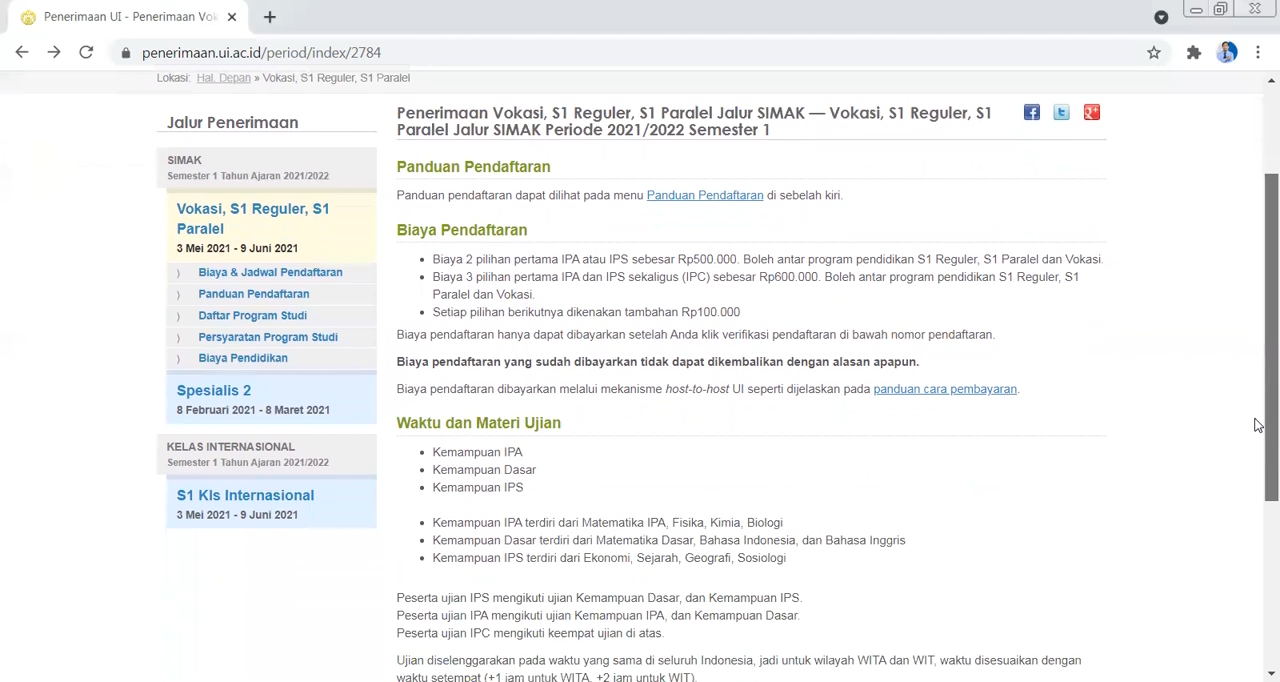 Penerimaan UI - Penerimaan Vok
penerimaan.ui.ac.id/period/index/2784
Lokasi: Hal. Depan » Vokasi, S1 Reguler, S1 Paralel
Jalur Penerimaan
SIMAK
Semester 1 Tahun Ajaran 2021/2022
Vokasi, S1 Reguler, S1
Paralel
3 Mei 2021 - 9 Juni 2021
Biaya & Jadwal Pendaftaran
Panduan Pendaftaran
Daftar Program Studi
Persyaratan Program Studi
Biaya Pendidikan
Spesialis 2
8 Februari 2021 - 8 Maret 2021
KELAS INTERNASIONAL
Semester 1 Tahun Ajaran 2021/2022
S1 Kls Internasional
3 Mei 2021 - 9 Juni 2021
Penerimaan Vokasi, S1 Reguler, S1 Paralel Jalur SIMAK — Vokasi, S1 Reguler, S1
Paralel Jalur SIMAK Periode 2021/2022 Semester 1
Panduan Pendaftaran
Panduan pendaftaran dapat dilihat pada menu Panduan Pendaftaran di sebelah kiri.
Biaya Pendaftaran
• Biaya 2 pilihan pertama IPA atau IPS sebesar Rp500.000. Boleh antar program pendidikan S1 Reguler, S1 Paralel dan Vokasi.
• Biaya 3 pilihan pertama IPA dan IPS sekaligus (IPC) sebesar Rp600.000. Boleh antar program pendidikan S1 Reguler, S1
Paralel dan Vokasi.
• Setiap pilihan berikutnya dikenakan tambahan Rp100.000
Biaya pendaftaran hanya dapat dibayarkan setelah Anda klik verifikasi pendaftaran di bawah nomor pendaftaran.
Biaya pendaftaran yang sudah dibayarkan tidak dapat dikembalikan dengan alasan apapun.
Biaya pendaftaran dibayarkan melalui mekanisme host-to-host UI seperti dijelaskan pada panduan cara pembayaran.
Waktu dan Materi Ujian
• Kemampuan IPA
• Kemampuan Dasar
• Kemampuan IPS
• Kemampuan IPA terdiri dari Matematika IPA, Fisika, Kimia, Biologi
• Kemampuan Dasar terdiri dari Matematika Dasar, Bahasa Indonesia, dan Bahasa Inggris
• Kemampuan IPS terdiri dari Ekonomi, Sejarah, Geografi, Sosiologi
Peserta ujian IPS mengikuti ujian Kemampuan Dasar, dan Kemampuan IPS.
Peserta ujian IPA mengikuti ujian Kemampuan IPA, dan Kemampuan Dasar.
Peserta ujian IPC mengikuti keempat ujian di atas.
Ujian diselenggarakan pada waktu yang sama di seluruh Indonesia, jadi untuk wilayah WITA dan WIT, waktu disesuaikan dengan
waktu setempat (+1 jam untuk WITA, +2 jam untuk WIT).